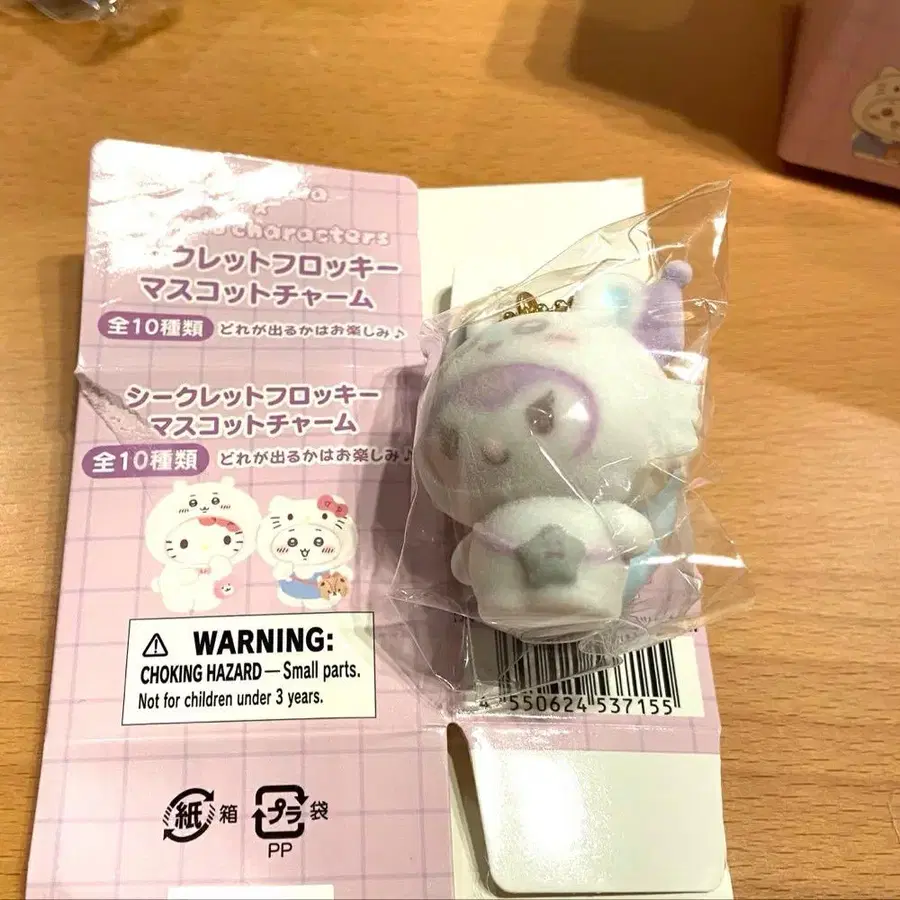 characters
クレットフロッキー
マスコットチャーム
全10種類 どれが出るかはお楽しみ♪
シークレットフロッキー
マスコットチャーム
全10種類 どれが出るかはお楽しみ♪
WARNING:
CHOKING HAZARD — Small parts.
Not for children under 3 years.
4 550624 537155
紙 箱 プラ 袋
PP